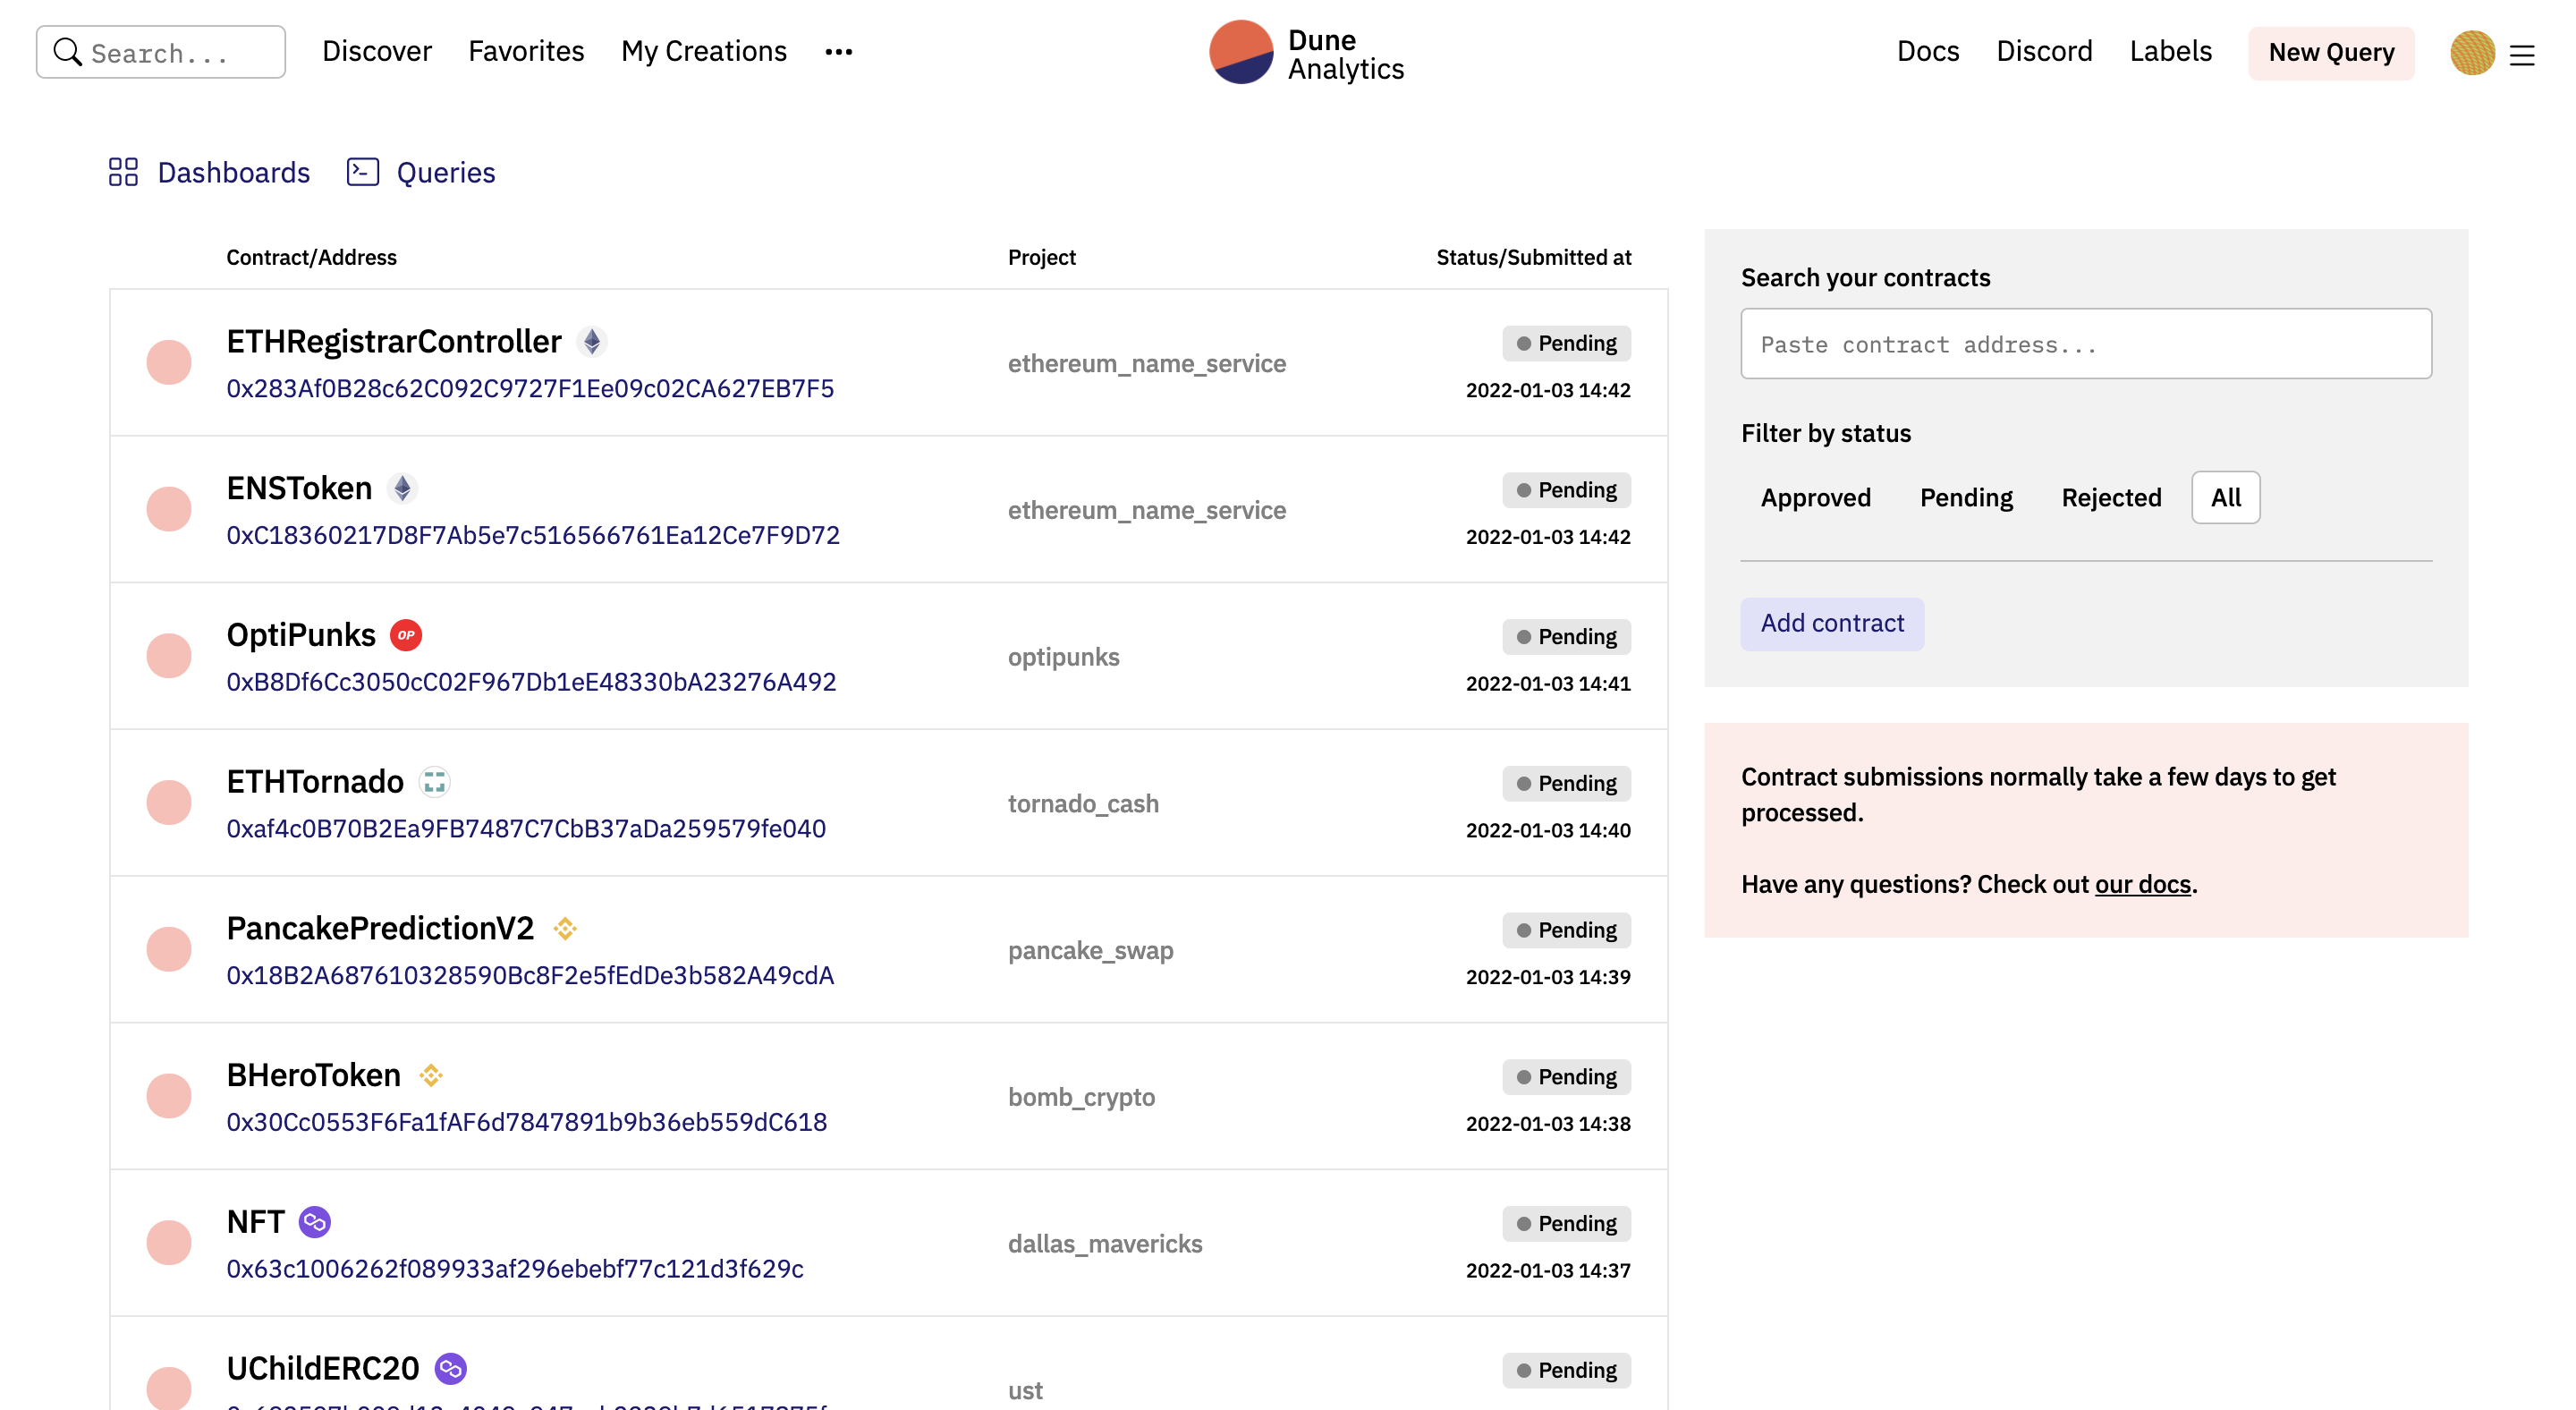 Search...
Discover
Favorites
My Creations
Dune
Analytics
Docs
Discord
Labels
New Query
Dashboards
Queries
Contract/Address
Project
Status/Submitted at
ETHRegistrarController
0x283Af0B28c62C092C9727F1Ee09c02CA627EB7F5
ethereum_name_service
Pending
2022-01-03 14:42
ENSToken
0xC18360217D8F7Ab5e7c516566761Ea12Ce7F9D72
ethereum_name_service
Pending
2022-01-03 14:42
OptiPunks
OP
0xB8Df6Cc3050cC02F967Db1eE48330bA23276A492
optipunks
Pending
2022-01-03 14:41
ETHTornado
0xaf4c0B70B2Ea9FB7487C7CbB37aDa259579fe040
tornado_cash
Pending
2022-01-03 14:40
PancakePredictionV2
0x18B2A687610328590Bc8F2e5fEdDe3b582A49cdA
pancake_swap
Pending
2022-01-03 14:39
BHeroToken
0x30Cc0553F6Fa1fAF6d7847891b9b36eb559dC618
bomb_crypto
Pending
2022-01-03 14:38
NFT
0x63c1006262f089933af296ebebf77c121d3f629c
dallas_mavericks
Pending
2022-01-03 14:37
UChildERC20
ust
Pending
Search your contracts
Paste contract address...
Filter by status
Approved
Pending
Rejected
All
Add contract
Contract submissions normally take a few days to get
processed.
Have any questions? Check out our docs.